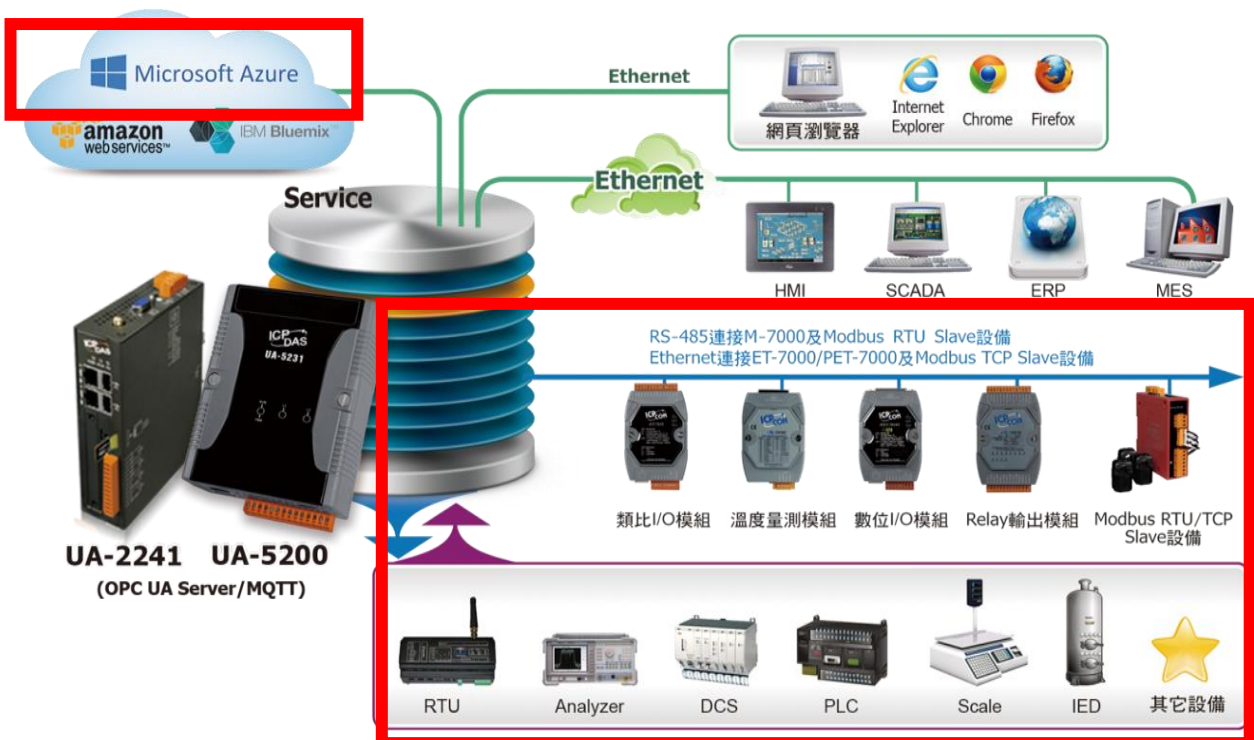 Microsoft Azure
amazon
web services™
IBM Bluemix™
Ethernet
網頁瀏覽器
Internet
Explorer
Chrome
Firefox
Service
Ethernet
HMI
SCADA
ERP
MES
ICP DAS
UA-5231
RS-485連接M-7000及Modbus RTU Slave設備
Ethernet連接ET-7000/PET-7000及Modbus TCP Slave設備
類比I/O模組
溫度量測模組
數位I/O模組
Relay輸出模組
Modbus RTU/TCP
Slave設備
UA-2241
UA-5200
(OPC UA Server/MQTT)
RTU
Analyzer
DCS
PLC
Scale
IED
其它設備